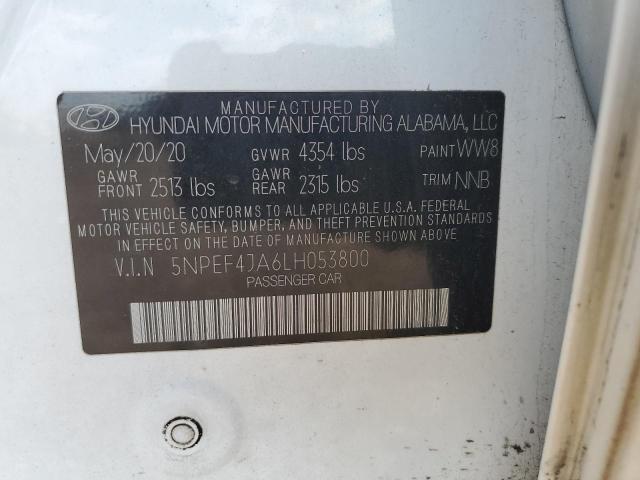 MANUFACTURED BY
HYUNDAI MOTOR MANUFACTURING ALABAMA, LLC
May/20/20 GVWR 4354 lbs PAINT WW8
GAWR FRONT 2513 lbs GAWR REAR 2315 lbs TRIM NNB
THIS VEHICLE CONFORMS TO ALL APPLICABLE U.S.A. FEDERAL
MOTOR VEHICLE SAFETY, BUMPER, AND THEFT PREVENTION STANDARDS
IN EFFECT ON THE DATE OF MANUFACTURE SHOWN ABOVE.
V.I.N 5NPEF4JA6LH053800
PASSENGER CAR